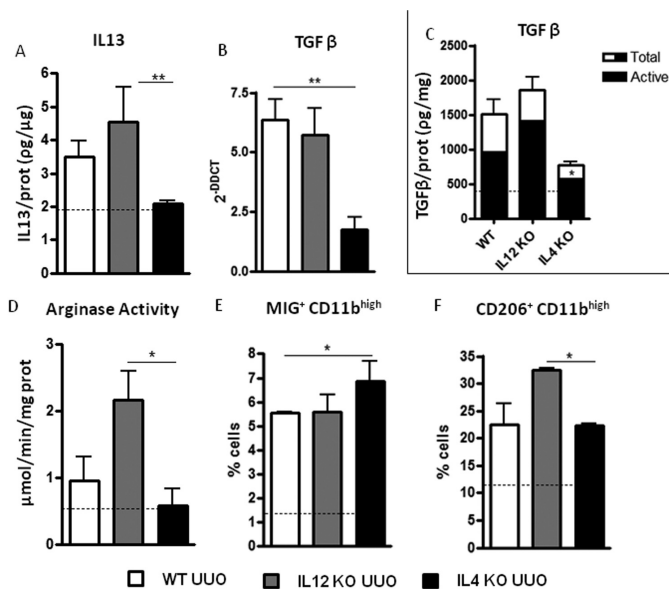 A
IL13
IL13/prot (ρg/µg)
6
5
4
3
2
1
0
**
B
TGF β
2-DDCT
7.5
5.0
2.5
0.0
**
C
TGF β
TGFβ/prot (ρg/mg)
2000
1500
1000
500
0
Total
Active
*
WT
IL12 KO
IL4 KO
D
Arginase Activity
µmol/min/mg prot
3
2
1
0
*
E
MIG+ CD11bhigh
% cells
8
7
6
5
4
3
2
1
0
*
F
CD206+ CD11bhigh
% cells
35
30
25
20
15
10
5
0
*
WT UUO
IL12 KO UUO
IL4 KO UUO